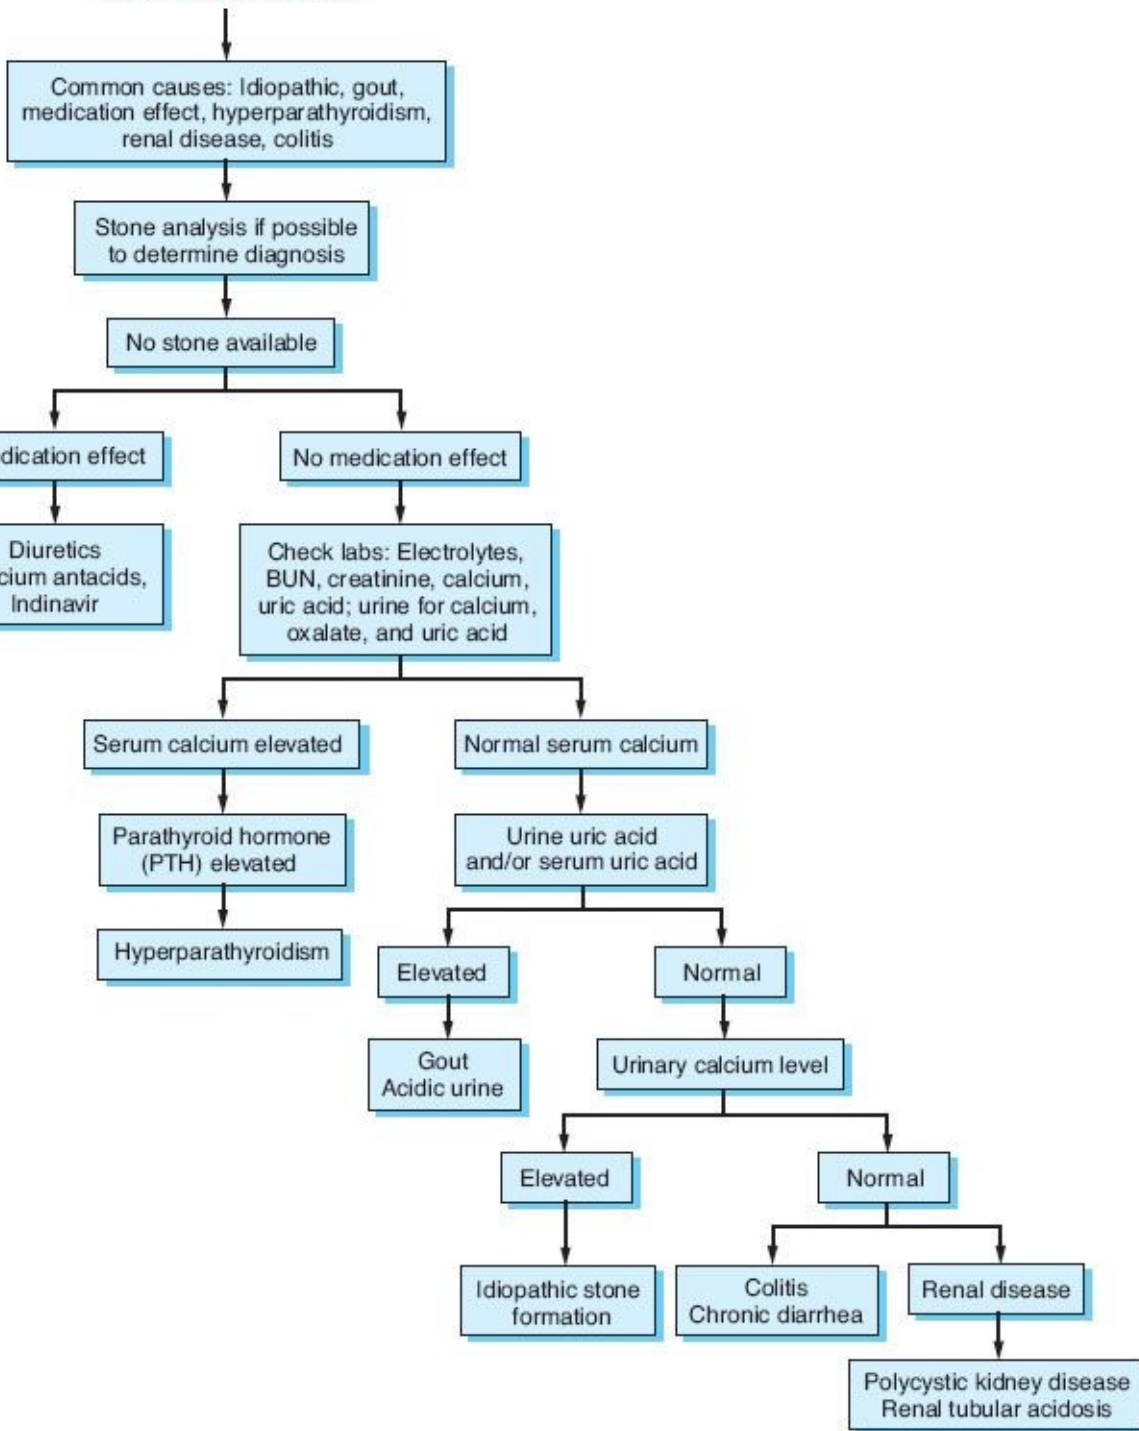 Common causes: Idiopathic, gout,
medication effect, hyperparathyroidism,
renal disease, colitis
Stone analysis if possible
to determine diagnosis
No stone available
dication effect
No medication effect
Diuretics
cium antacids,
Indinavir
Check labs: Electrolytes,
BUN, creatinine, calcium,
uric acid; urine for calcium,
oxalate, and uric acid
Serum calcium elevated
Normal serum calcium
Parathyroid hormone
(PTH) elevated
Urine uric acid
and/or serum uric acid
Hyperparathyroidism
Elevated
Normal
Gout
Acidic urine
Urinary calcium level
Elevated
Normal
Idiopathic stone
formation
Colitis
Chronic diarrhea
Renal disease
Polycystic kidney disease
Renal tubular acidosis